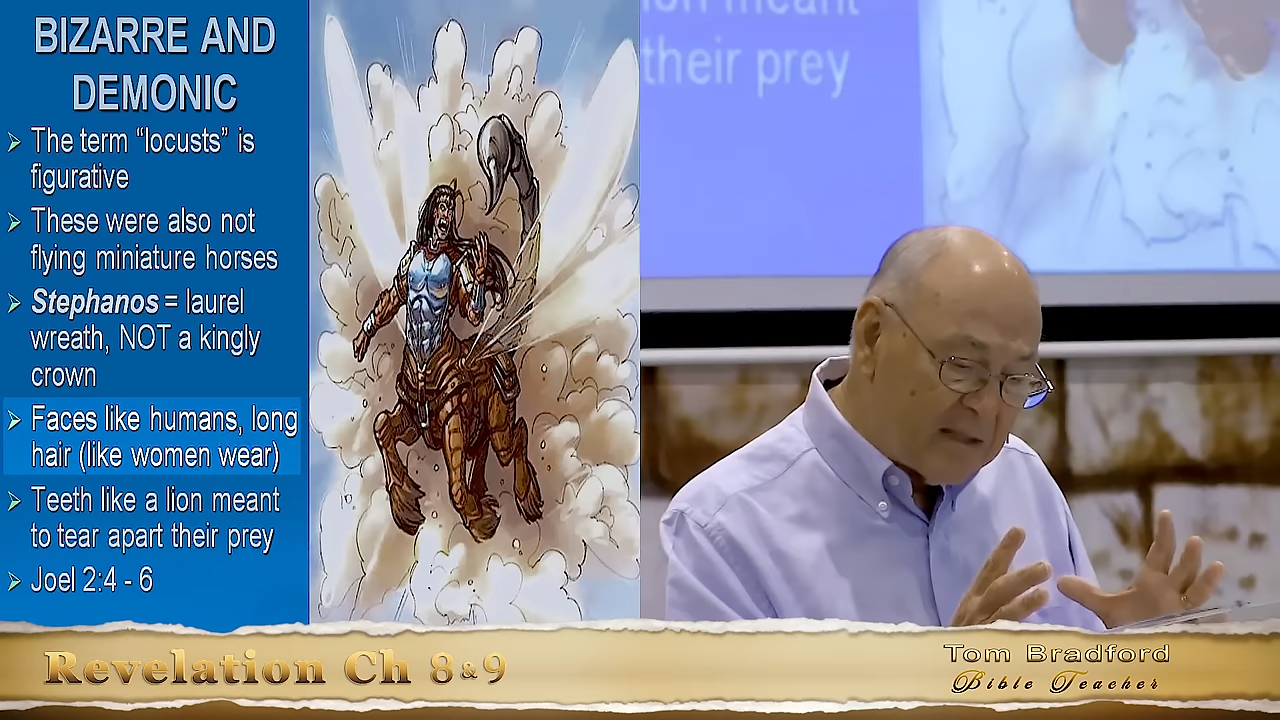 BIZARRE AND
DEMONIC
➢ The term “locusts” is
figurative
➢ These were also not
flying miniature horses
➢ Stephanos = laurel
wreath, NOT a kingly
crown
➢ Faces like humans, long
hair (like women wear)
➢ Teeth like a lion meant
to tear apart their prey
➢ Joel 2:4 - 6
ion meant
their prey
Revelation Ch 8&9
Tom Bradford
Bible Teacher